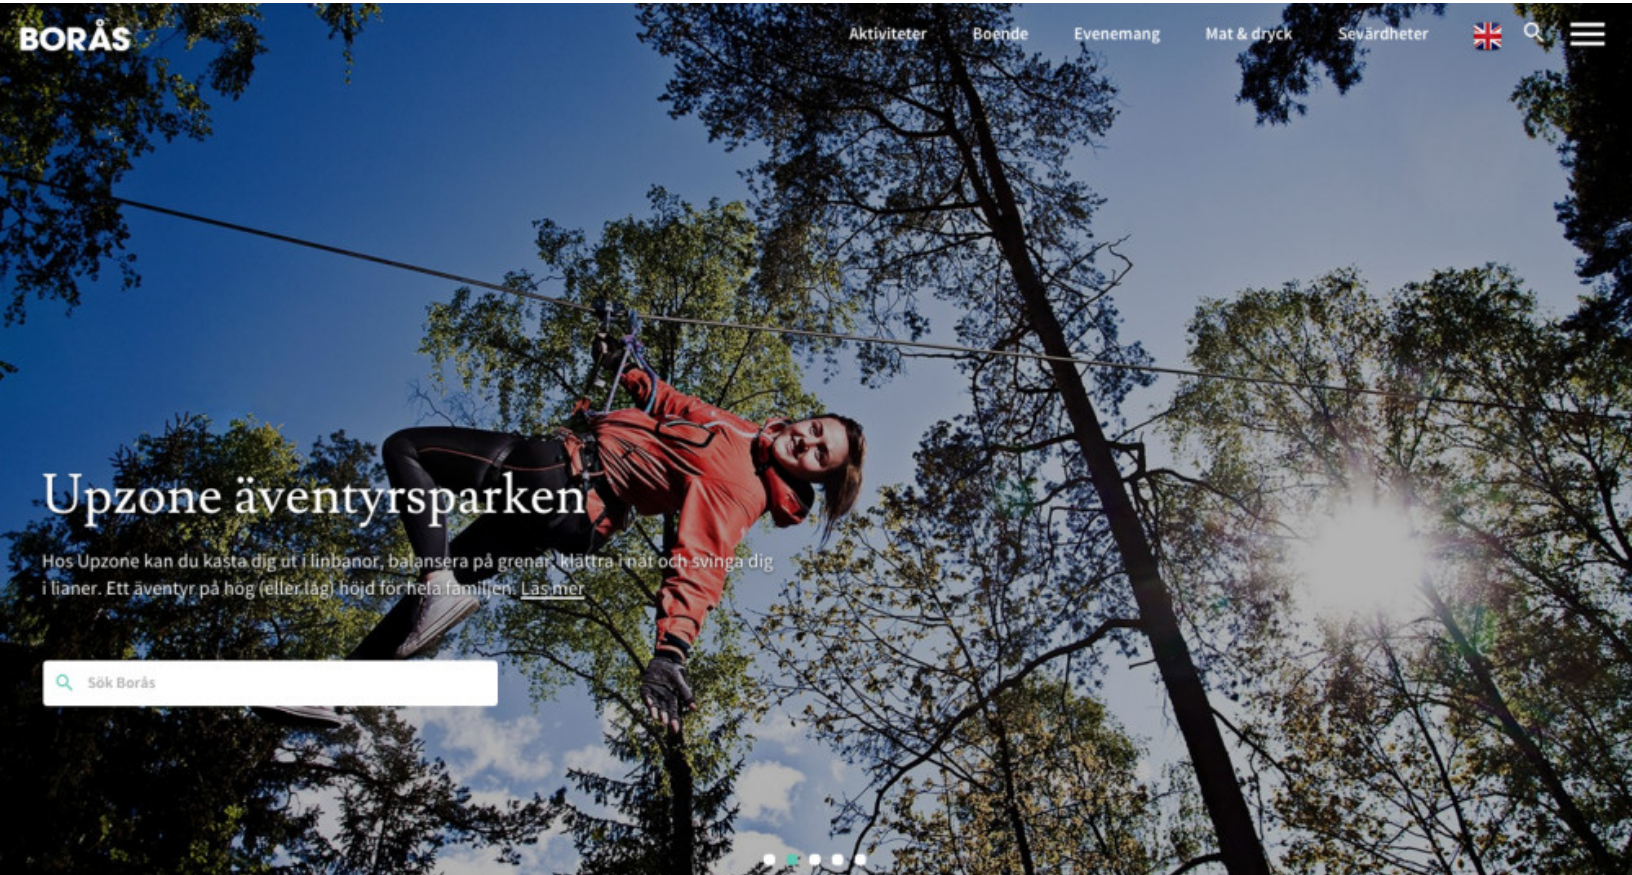 BORÅS
Aktiviteter
Boende
Evenemang
Mat & dryck
Sevärdheter
Upzone äventyrsparken
Hos Upzone kan du kasta dig ut i linbanor, balansera på grenar, klättra i nät och svinga dig
i lianer. Ett äventyr på hög (eller låg) höjd för hela familjen. Läs mer
Sök Borås